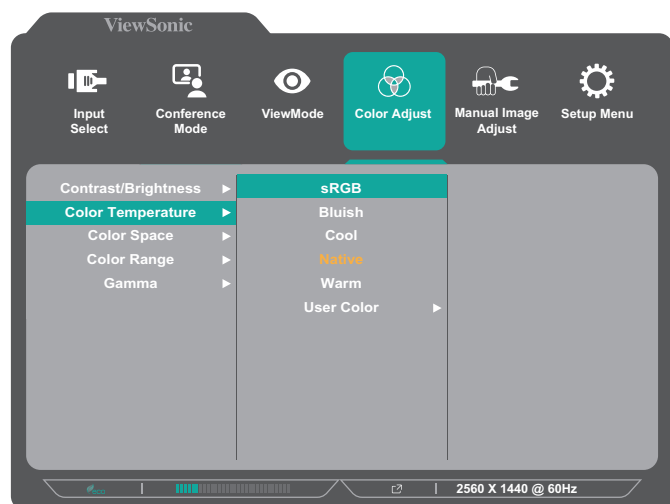 ViewSonic
Input
Select
Conference
Mode
ViewMode
Color Adjust
Manual Image
Adjust
Setup Menu
Contrast/Brightness
Color Temperature
Color Space
Color Range
Gamma
sRGB
Bluish
Cool
Native
Warm
User Color
eco
2560 X 1440 @ 60Hz